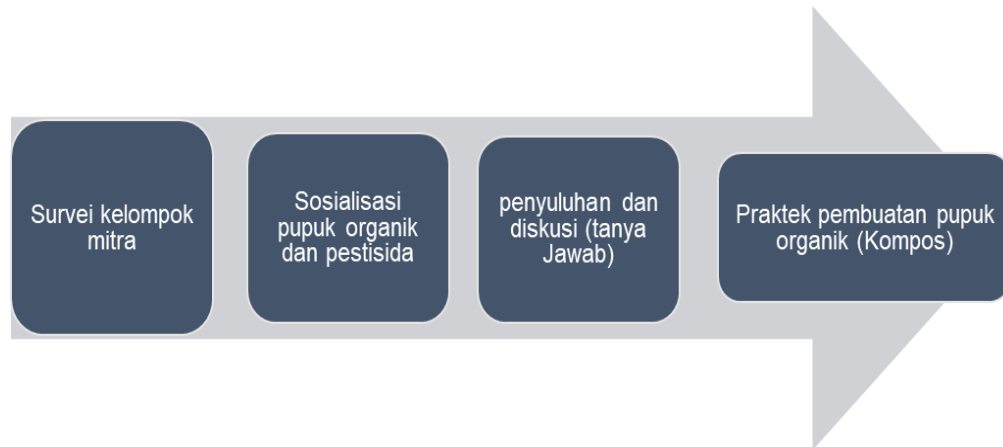 Survei kelompok
mitra
Sosialisasi
pupuk organik
dan pestisida
penyuluhan dan
diskusi (tanya
Jawab)
Praktek pembuatan pupuk
organik (Kompos)